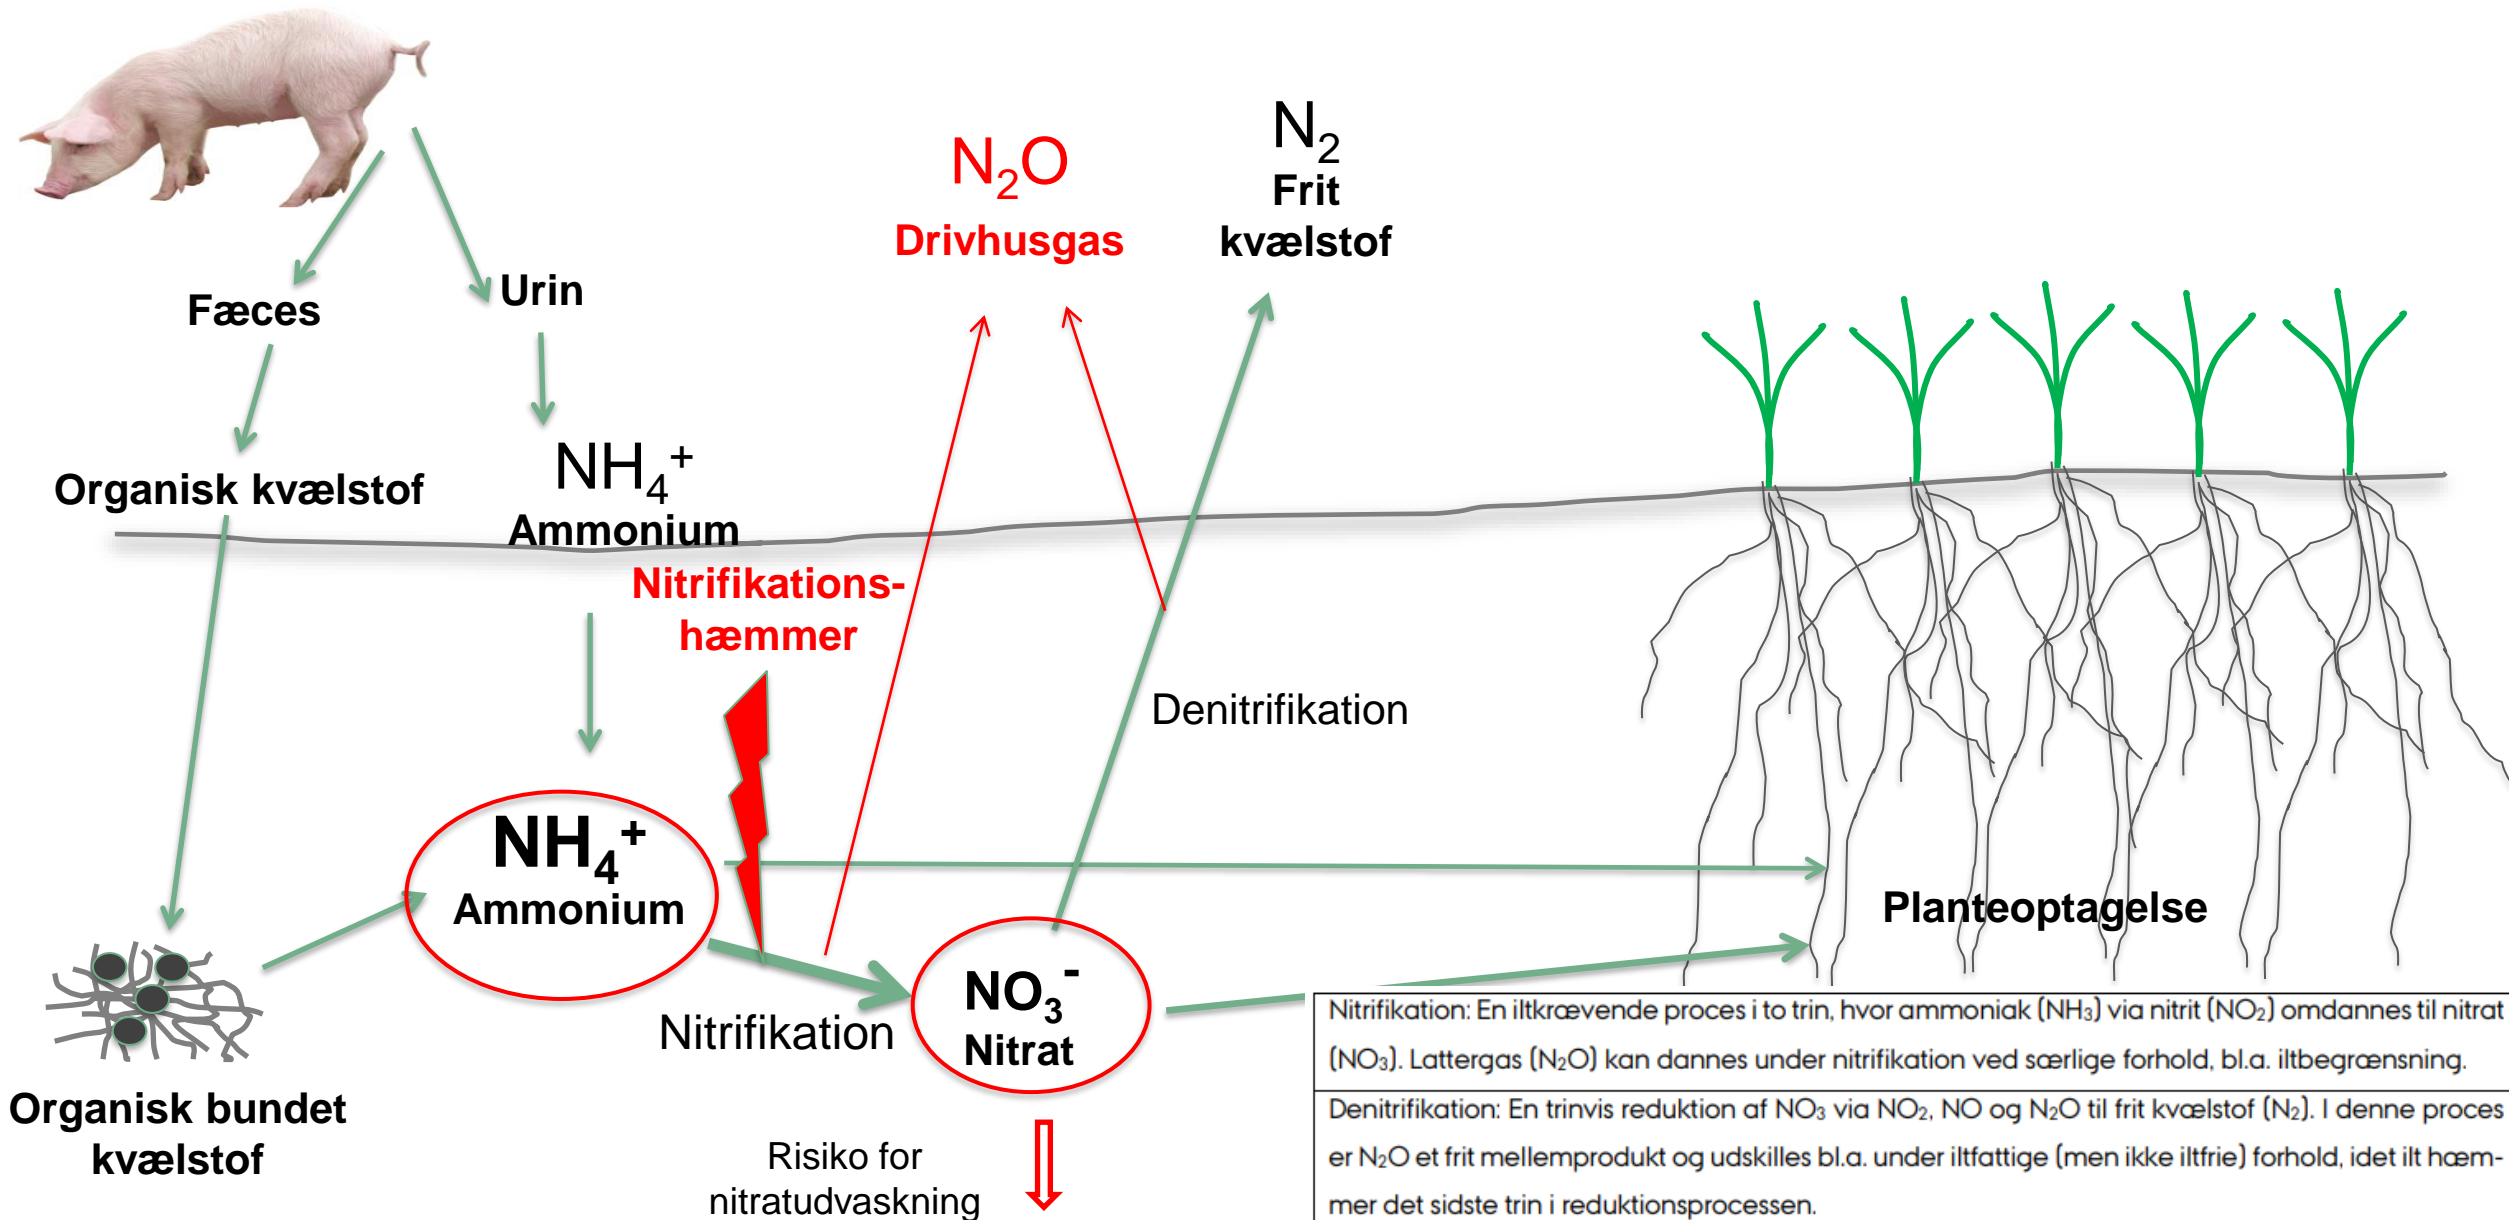 N₂O
Drivhusgas
N₂
Frit
kvælstof
Fæces
Urin
Organisk kvælstof
NH₄⁺
Ammonium
Nitrifikations-
hæmmer
Denitrifikation
NH₄⁺
Ammonium
Planteoptagelse
Nitrifikation
NO₃⁻
Nitrat
Organisk bundet
kvælstof
Risiko for
nitratudvaskning
Nitrifikation: En iltkrævende proces i to trin, hvor ammoniak (NH₃) via nitrit (NO₂) omdannes til nitrat
(NO₃). Lattergas (N₂O) kan dannes under nitrifikation ved særlige forhold, bl.a. iltbegrænsning.
Denitrifikation: En trinvis reduktion af NO₃ via NO₂, NO og N₂O til frit kvælstof (N₂). I denne proces
er N₂O et frit mellemprodukt og udskilles bl.a. under iltfattige (men ikke iltfrie) forhold, idet ilt hæm-
mer det sidste trin i reduktionsprocessen.